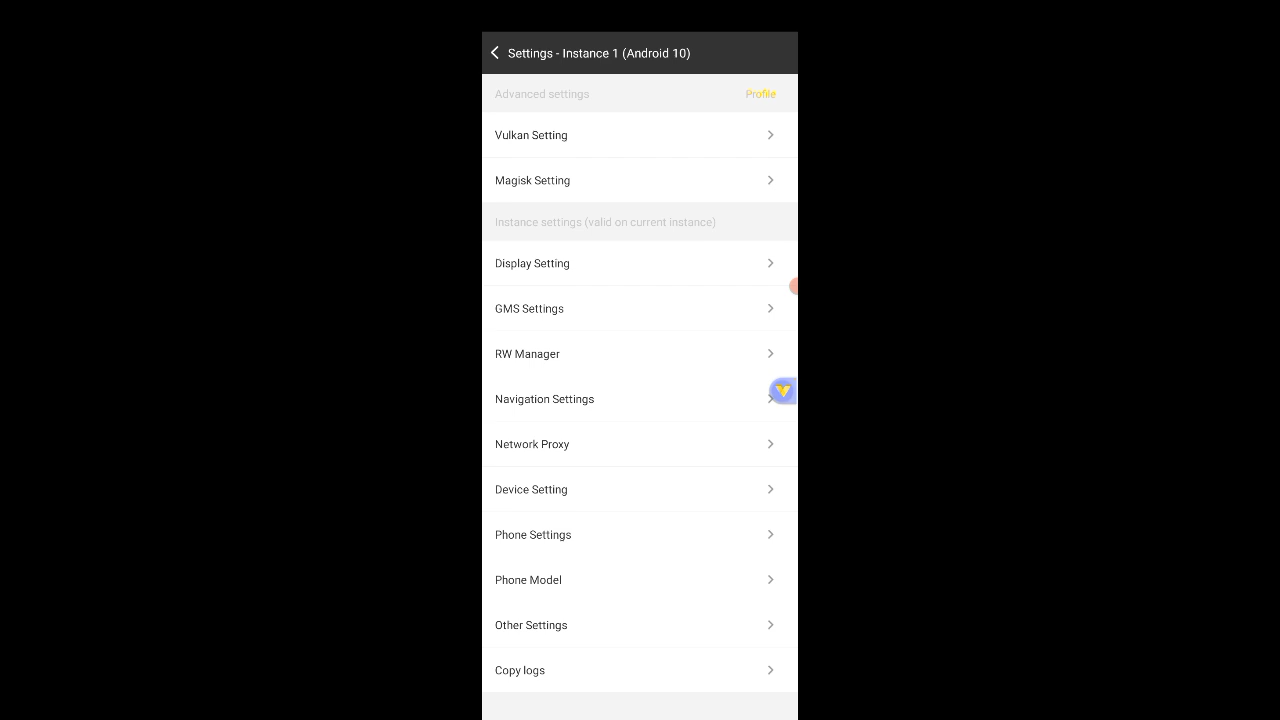 Settings - Instance 1 (Android 10)
Advanced settings Profile
Vulkan Setting
Magisk Setting
Instance settings (valid on current instance)
Display Setting
GMS Settings
RW Manager
Navigation Settings
Network Proxy
Device Setting
Phone Settings
Phone Model
Other Settings
Copy logs